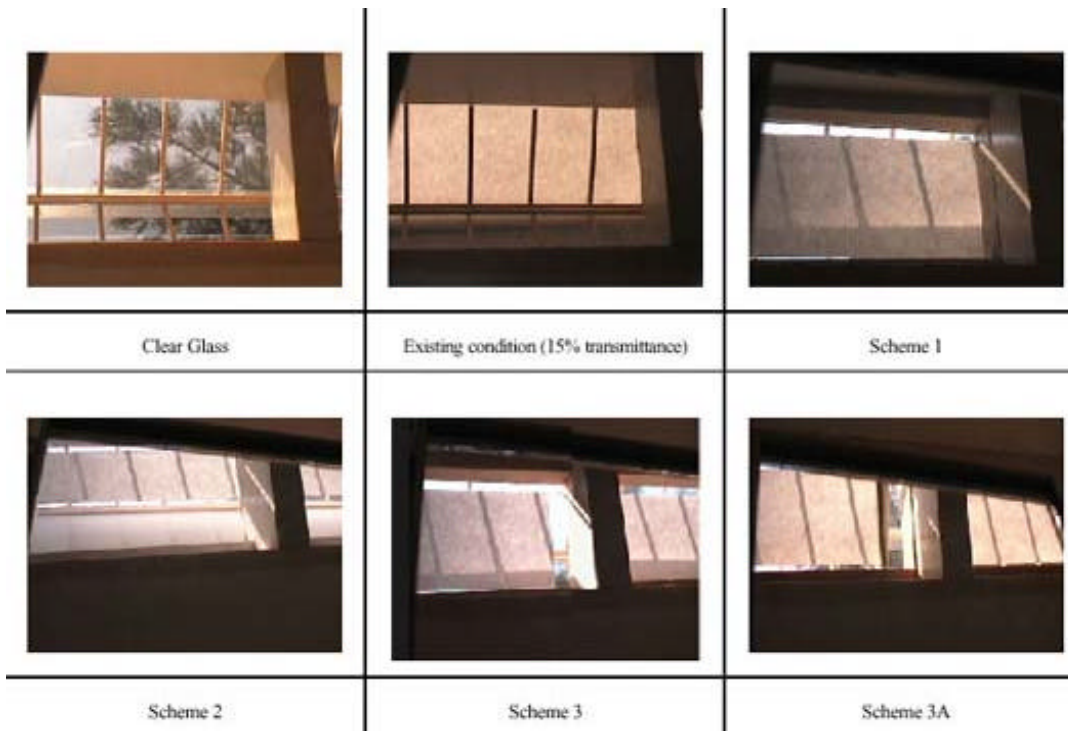 Clear Glass
Existing condition (15% transmittance)
Scheme 1
Scheme 2
Scheme 3
Scheme 3A